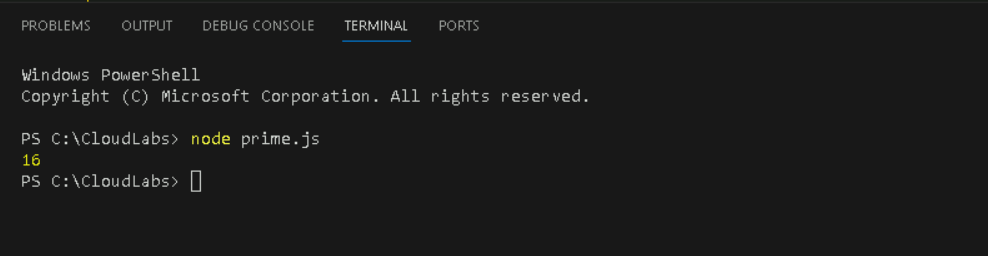 PROBLEMS OUTPUT DEBUG CONSOLE TERMINAL PORTS
Windows PowerShell
Copyright (C) Microsoft Corporation. All rights reserved.
PS C:\CloudLabs> node prime.js
16
PS C:\CloudLabs>